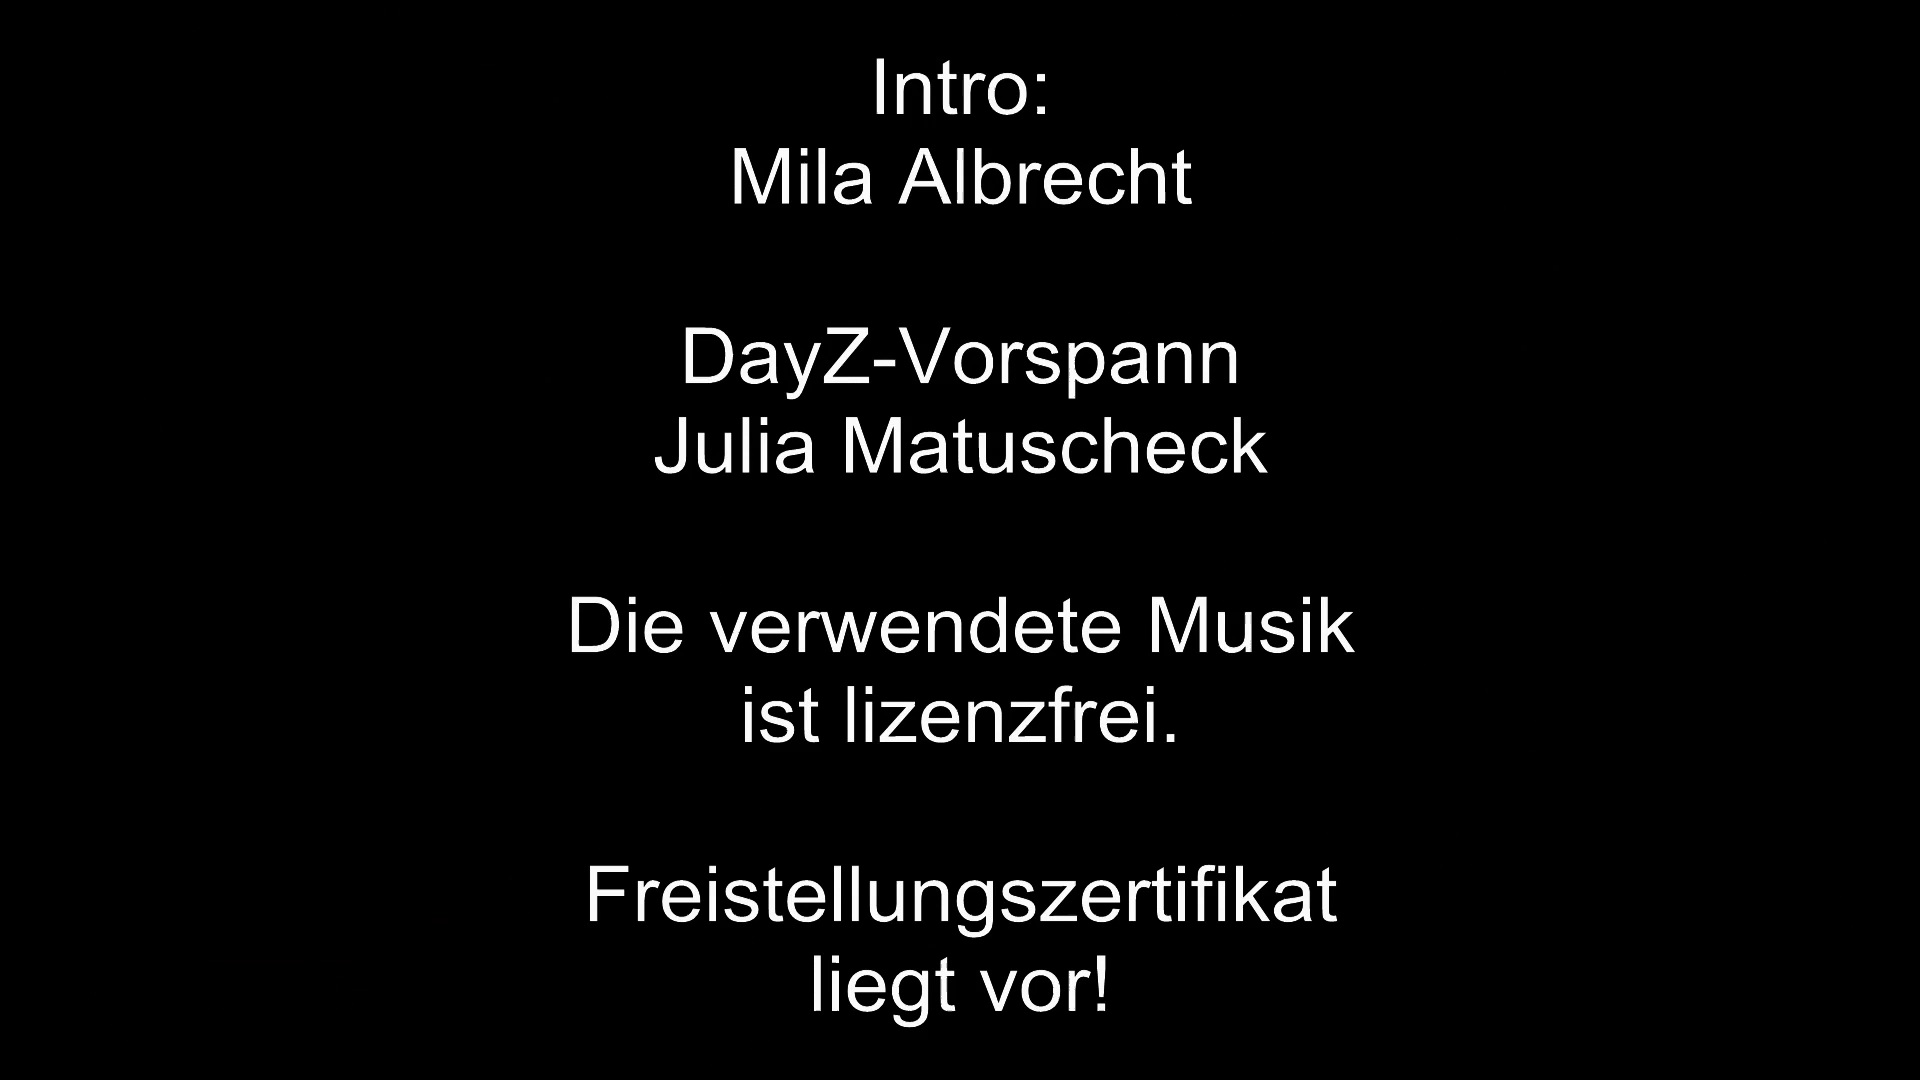 Intro:
Mila Albrecht
DayZ-Vorspann
Julia Matuscheck
Die verwendete Musik
ist lizenzfrei.
Freistellungszertifikat
liegt vor!